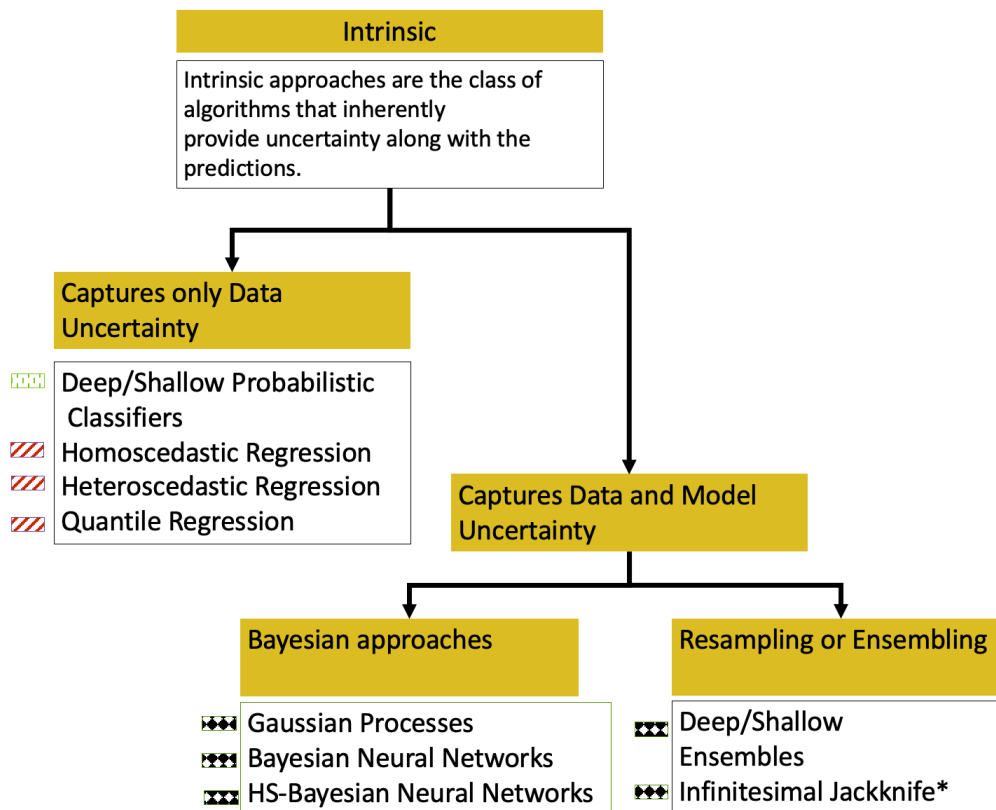 Intrinsic
Intrinsic approaches are the class of
algorithms that inherently
provide uncertainty along with the
predictions.
Captures only Data
Uncertainty
Deep/Shallow Probabilistic
Classifiers
Homoscedastic Regression
Heteroscedastic Regression
Quantile Regression
Captures Data and Model
Uncertainty
Bayesian approaches
Gaussian Processes
Bayesian Neural Networks
HS-Bayesian Neural Networks
Resampling or Ensembling
Deep/Shallow
Ensembles
Infinitesimal Jackknife*